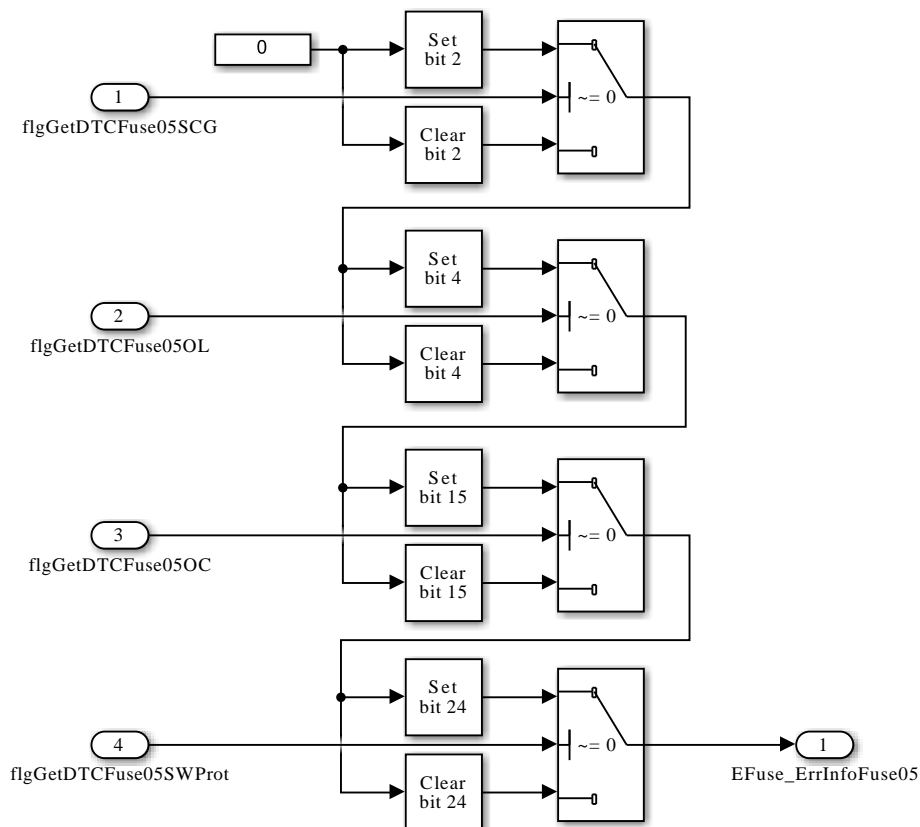 0
Set
bit 2
1
flgGetDTCFuse05SCG
~= 0
Clear
bit 2
Set
bit 4
2
flgGetDTCFuse05OL
~= 0
Clear
bit 4
Set
bit 15
3
flgGetDTCFuse05OC
~= 0
Clear
bit 15
Set
bit 24
4
flgGetDTCFuse05SWProt
~= 0
1
EFuse_ErrInfoFuse05
Clear
bit 24